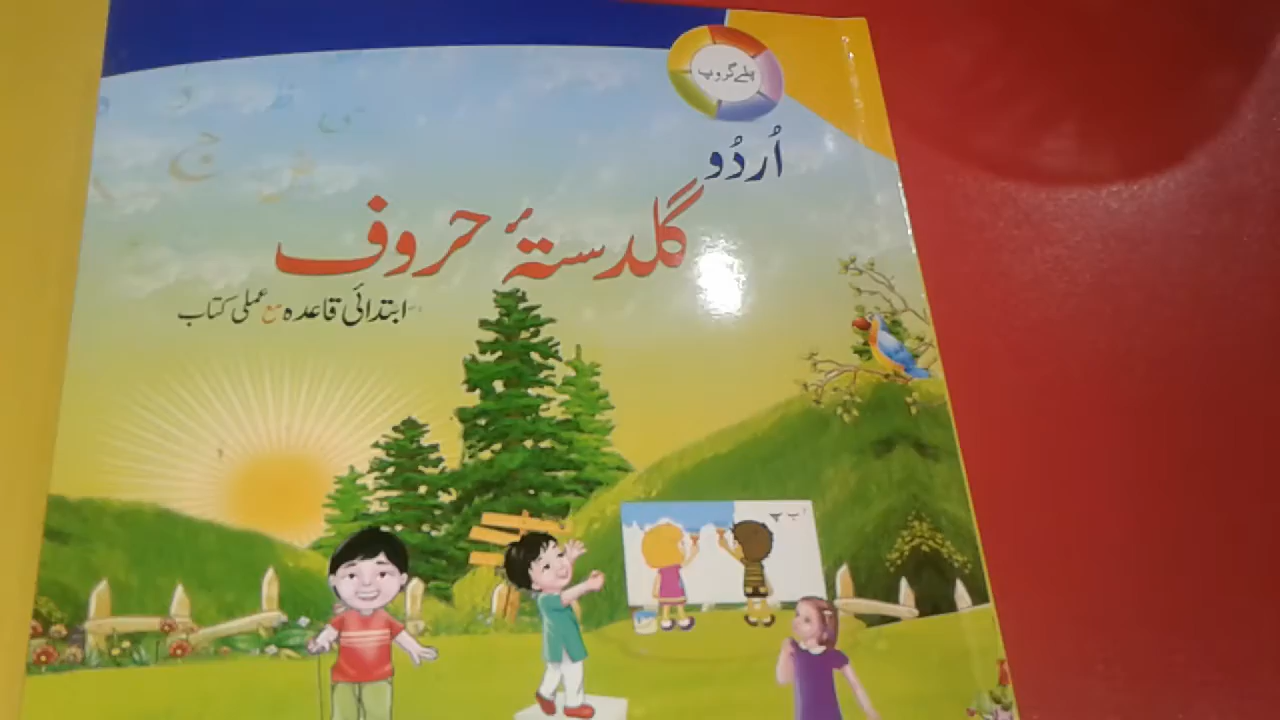 پلے گروپ
اُردُو
گلدستۂ حروف
ابتدائی قاعدہ مع عملی کتاب
ا ب پ